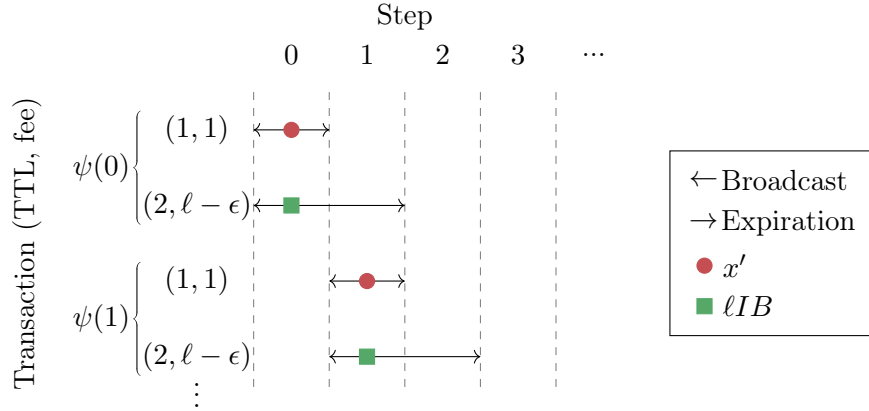 Step
0 1 2 3 ...
Transaction (TTL, fee)
ψ(0)
(1, 1)
(2, ℓ − ϵ)
ψ(1)
(1, 1)
(2, ℓ − ϵ)
⋮
← Broadcast
→ Expiration
x′
ℓIB